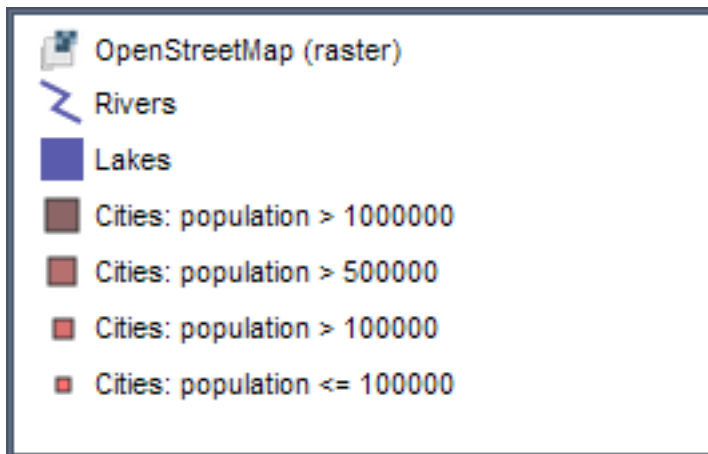 OpenStreetMap (raster)
Rivers
Lakes
Cities: population > 1000000
Cities: population > 500000
Cities: population > 100000
Cities: population <= 100000